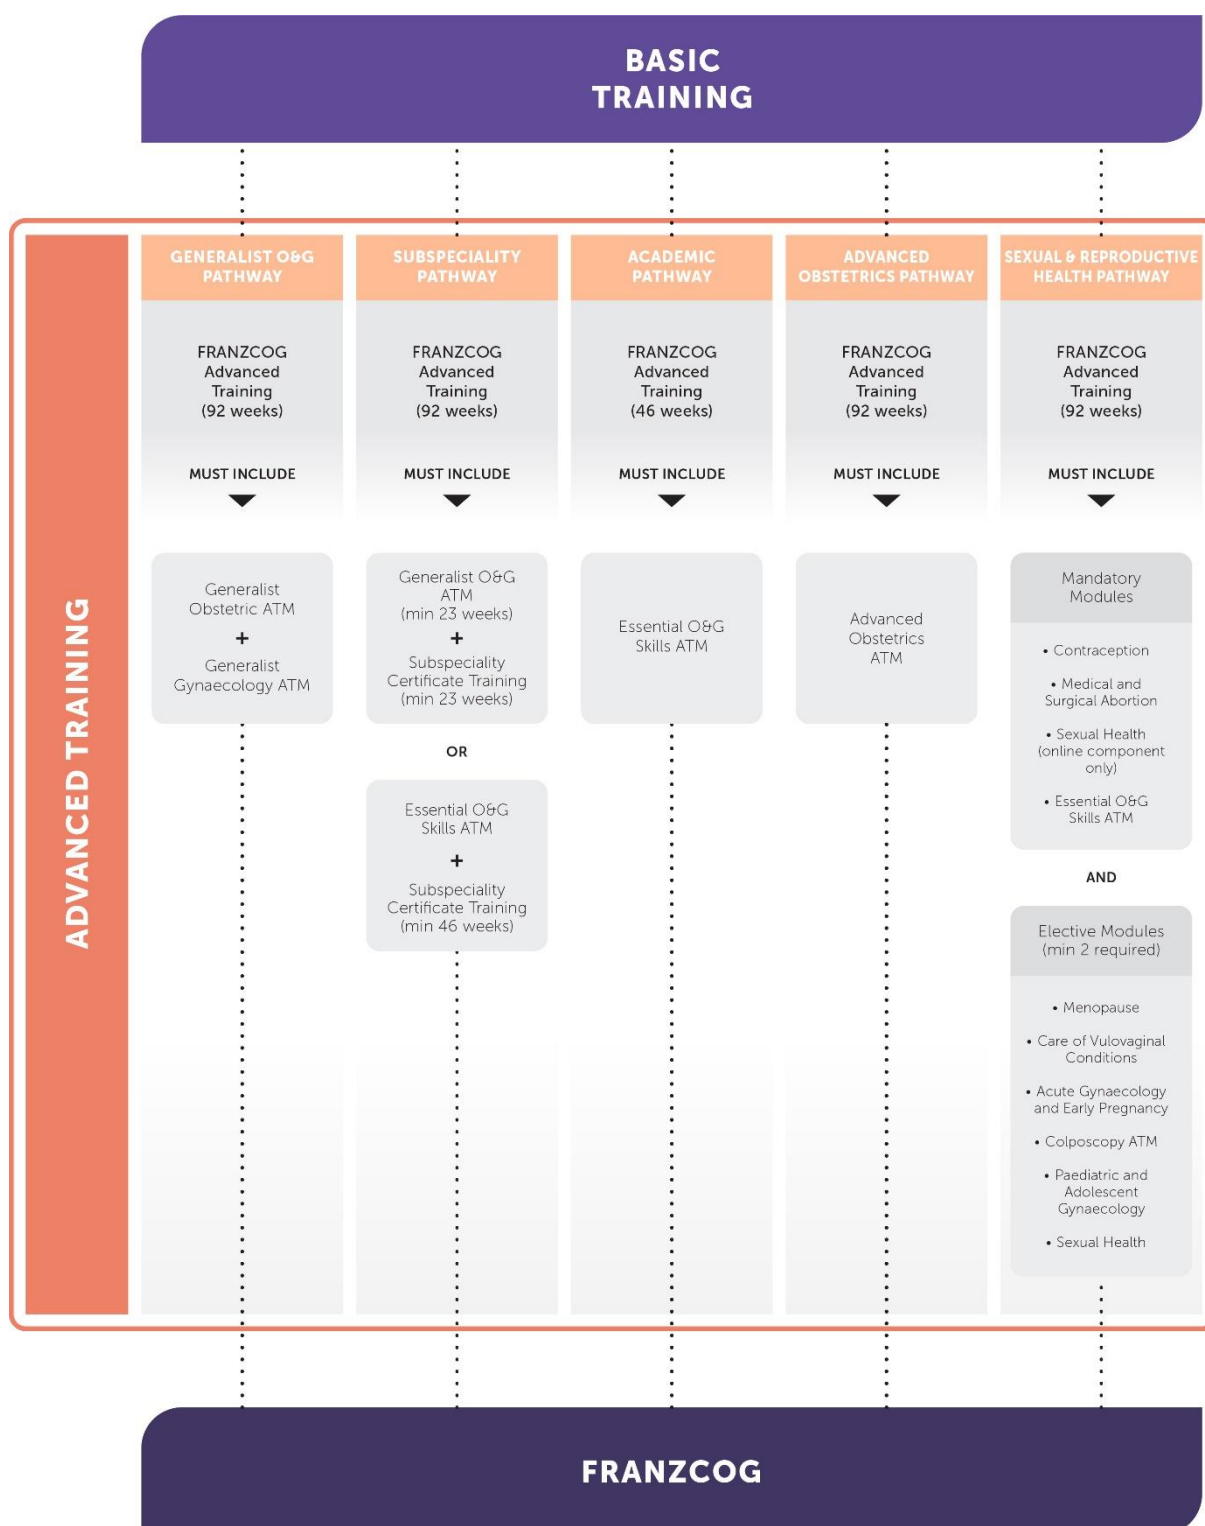 BASIC
TRAINING
ADVANCED TRAINING
GENERALIST O&G
PATHWAY
FRANZCOG
Advanced
Training
(92 weeks)
MUST INCLUDE
Generalist
Obstetric ATM
+
Generalist
Gynaecology ATM
SUBSPECIALITY
PATHWAY
FRANZCOG
Advanced
Training
(92 weeks)
MUST INCLUDE
Generalist O&G
ATM
(min 23 weeks)
+
Subspeciality
Certificate Training
(min 23 weeks)
OR
Essential O&G
Skills ATM
+
Subspeciality
Certificate Training
(min 46 weeks)
ACADEMIC
PATHWAY
FRANZCOG
Advanced
Training
(46 weeks)
MUST INCLUDE
Essential O&G
Skills ATM
ADVANCED
OBSTETRICS PATHWAY
FRANZCOG
Advanced
Training
(92 weeks)
MUST INCLUDE
Advanced
Obstetrics
ATM
SEXUAL & REPRODUCTIVE
HEALTH PATHWAY
FRANZCOG
Advanced
Training
(92 weeks)
MUST INCLUDE
Mandatory
Modules
• Contraception
• Medical and
Surgical Abortion
• Sexual Health
(online component
only)
• Essential O&G
Skills ATM
AND
Elective Modules
(min 2 required)
• Menopause
• Care of Vulovaginal
Conditions
• Acute Gynaecology
and Early Pregnancy
• Colposcopy ATM
• Paediatric and
Adolescent
Gynaecology
• Sexual Health
FRANZCOG